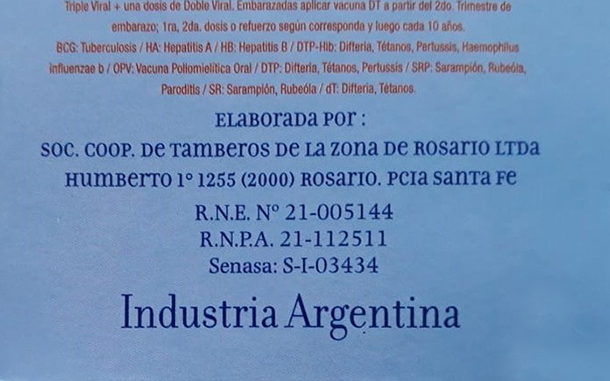 Triple Viral + una dosis de Doble Viral. Embarazadas aplicar vacuna DT a partir del 2do. Trimestre de
embarazo; 1ra, 2da. dosis o refuerzo según corresponda y luego cada 10 años.
BCG: Tuberculosis / HA: Hepatitis A / HB: Hepatitis B / DTP-Hib: Difteria, Tétanos, Pertussis, Haemophilus
influenzae b / OPV: Vacuna Poliomielítica Oral / DTP: Difteria, Tétanos, Pertussis / SRP: Sarampión, Rubeóla,
Paroditis / SR: Sarampión, Rubeóla / dT: Difteria, Tétanos.
ELABORADA POR :
SOC. COOP. DE TAMBEROS DE LA ZONA DE ROSARIO LTDA
HUMBERTO 1º 1255 (2000) ROSARIO. PCIA SANTA FE
R.N.E. Nº 21-005144
R.N.P.A. 21-112511
Senasa: S-I-03434
Industria Argentina